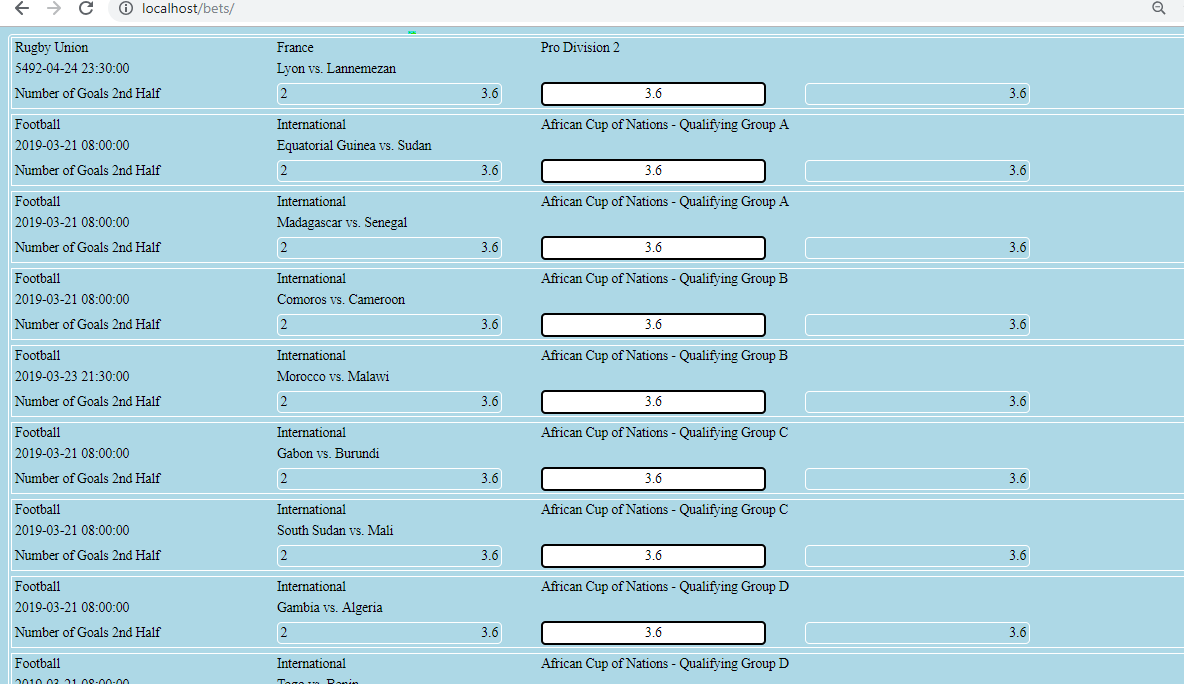 localhost/bets/
Rugby Union France Pro Division 2
5492-04-24 23:30:00 Lyon vs. Lannemezan
Number of Goals 2nd Half 2 3.6 3.6 3.6
Football International African Cup of Nations - Qualifying Group A
2019-03-21 08:00:00 Equatorial Guinea vs. Sudan
Number of Goals 2nd Half 2 3.6 3.6 3.6
Football International African Cup of Nations - Qualifying Group A
2019-03-21 08:00:00 Madagascar vs. Senegal
Number of Goals 2nd Half 2 3.6 3.6 3.6
Football International African Cup of Nations - Qualifying Group B
2019-03-21 08:00:00 Comoros vs. Cameroon
Number of Goals 2nd Half 2 3.6 3.6 3.6
Football International African Cup of Nations - Qualifying Group B
2019-03-23 21:30:00 Morocco vs. Malawi
Number of Goals 2nd Half 2 3.6 3.6 3.6
Football International African Cup of Nations - Qualifying Group C
2019-03-21 08:00:00 Gabon vs. Burundi
Number of Goals 2nd Half 2 3.6 3.6 3.6
Football International African Cup of Nations - Qualifying Group C
2019-03-21 08:00:00 South Sudan vs. Mali
Number of Goals 2nd Half 2 3.6 3.6 3.6
Football International African Cup of Nations - Qualifying Group D
2019-03-21 08:00:00 Gambia vs. Algeria
Number of Goals 2nd Half 2 3.6 3.6 3.6
Football International African Cup of Nations - Qualifying Group D
2019-03-21 08:00:00 Togo vs. Benin